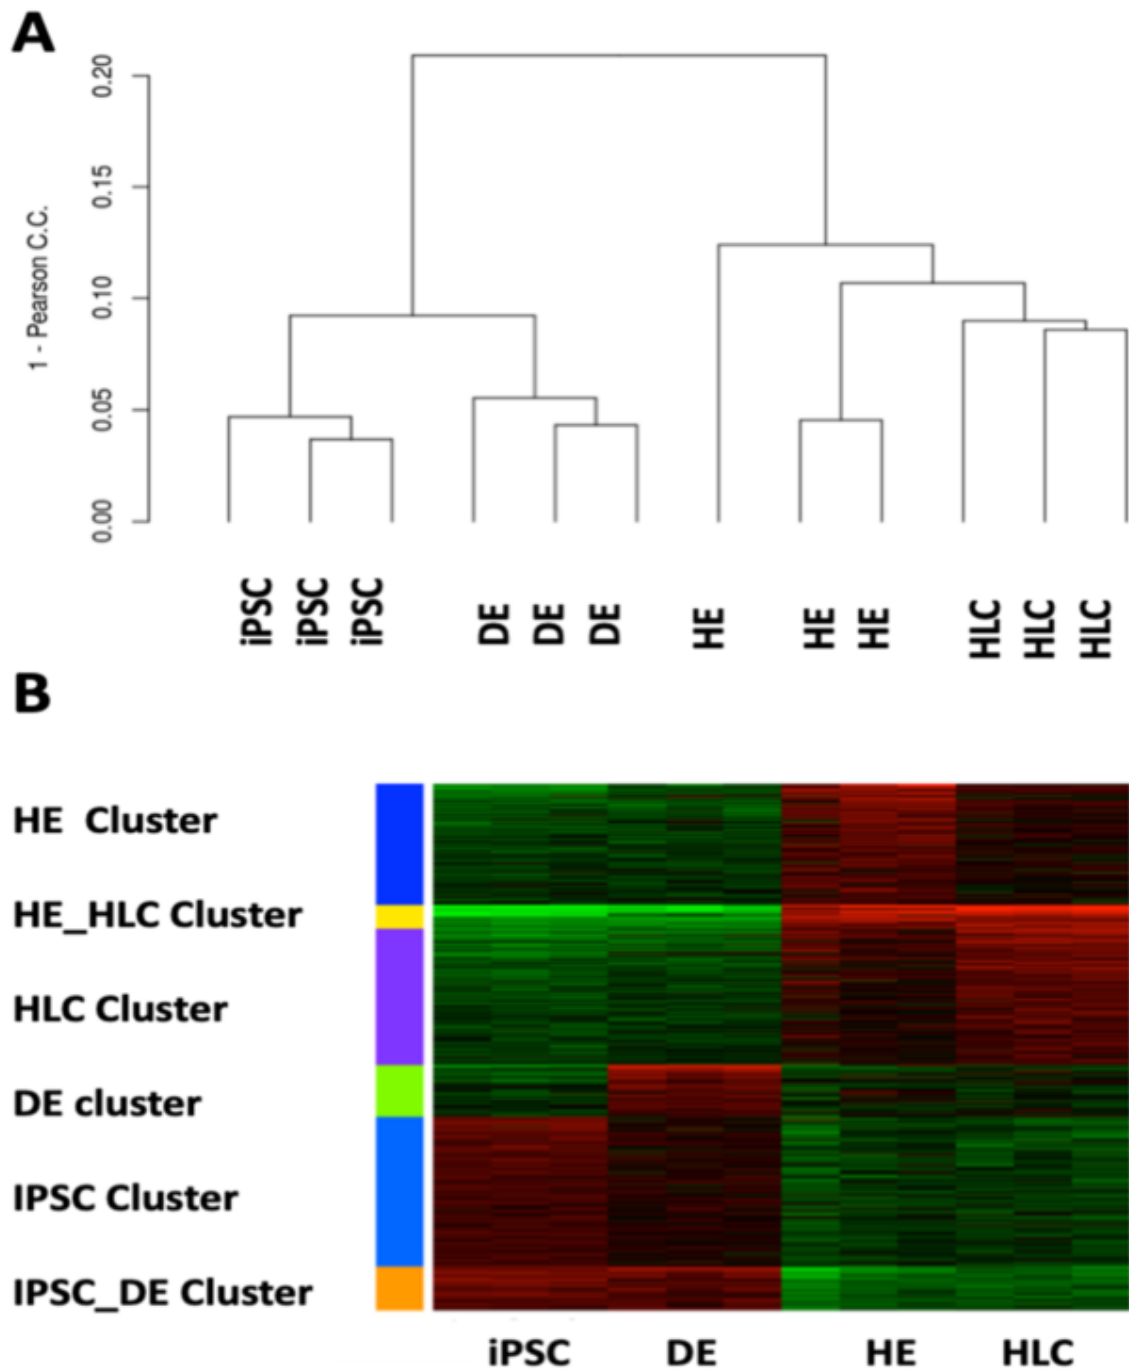 A
0.20
0.15
0.10
0.05
0.00
1 - Pearson C.C.
iPSC
iPSC
iPSC
DE
DE
DE
HE
HE
HE
HLC
HLC
HLC
B
HE Cluster
HE_HLC Cluster
HLC Cluster
DE cluster
IPSC Cluster
IPSC_DE Cluster
iPSC DE HE HLC